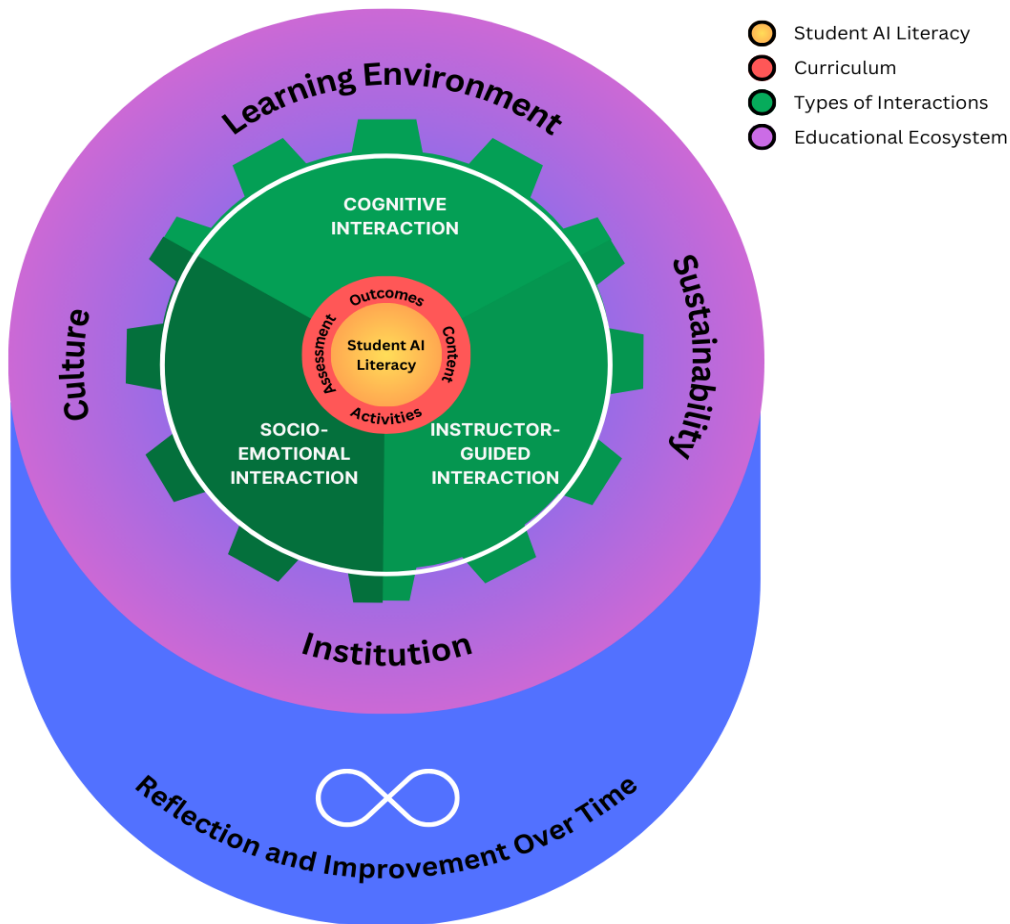 Student AI Literacy
Curriculum
Types of Interactions
Educational Ecosystem
Learning Environment
Sustainability
Culture
Institution
COGNITIVE
INTERACTION
Outcomes
Content
Activities
Assessment
Student AI
Literacy
SOCIO-
EMOTIONAL
INTERACTION
INSTRUCTOR-
GUIDED
INTERACTION
Reflection and Improvement Over Time